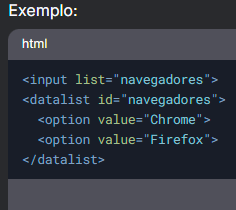 Exemplo:
html
<input list="navegadores">
<datalist id="navegadores">
  <option value="Chrome">
  <option value="Firefox">
</datalist>